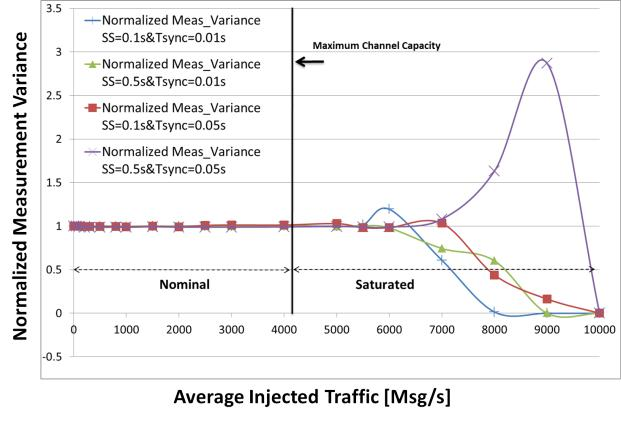 Normalized Measurement Variance
3.5
3
2.5
2
1.5
1
0.5
0
-0.5
Normalized Meas_Variance
SS=0.1s&Tsync=0.01s
Normalized Meas_Variance
SS=0.5s&Tsync=0.01s
Normalized Meas_Variance
SS=0.1s&Tsync=0.05s
Normalized Meas_Variance
SS=0.5s&Tsync=0.05s
Maximum Channel Capacity
Nominal
Saturated
0 1000 2000 3000 4000 5000 6000 7000 8000 9000 10000
Average Injected Traffic [Msg/s]